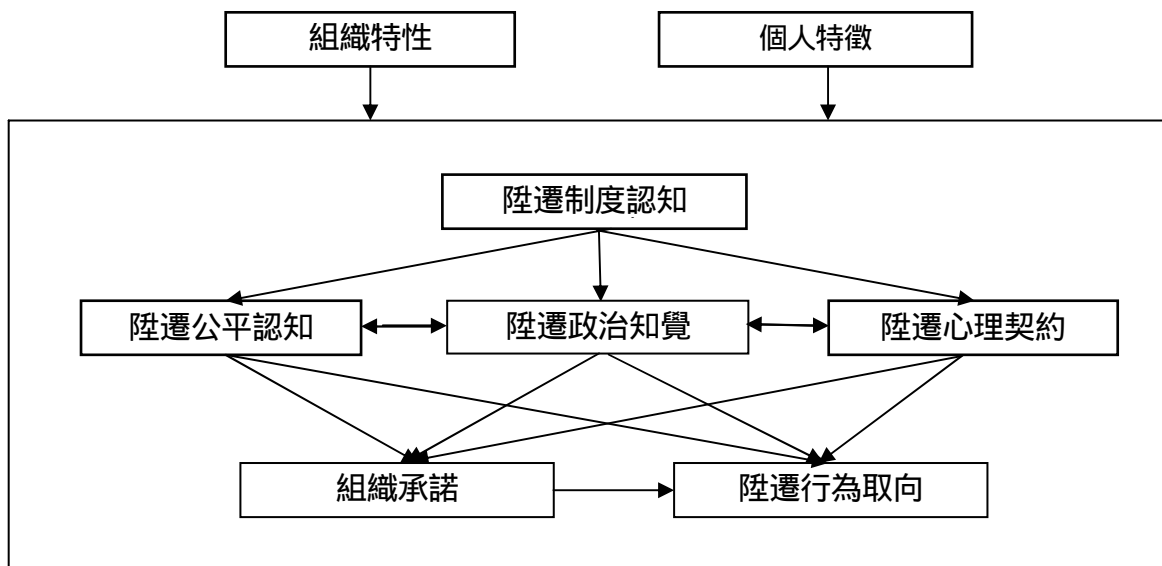 組織特性
個人特徵
陞遷制度認知
陞遷公平認知
陞遷政治知覺
陞遷心理契約
組織承諾
陞遷行為取向